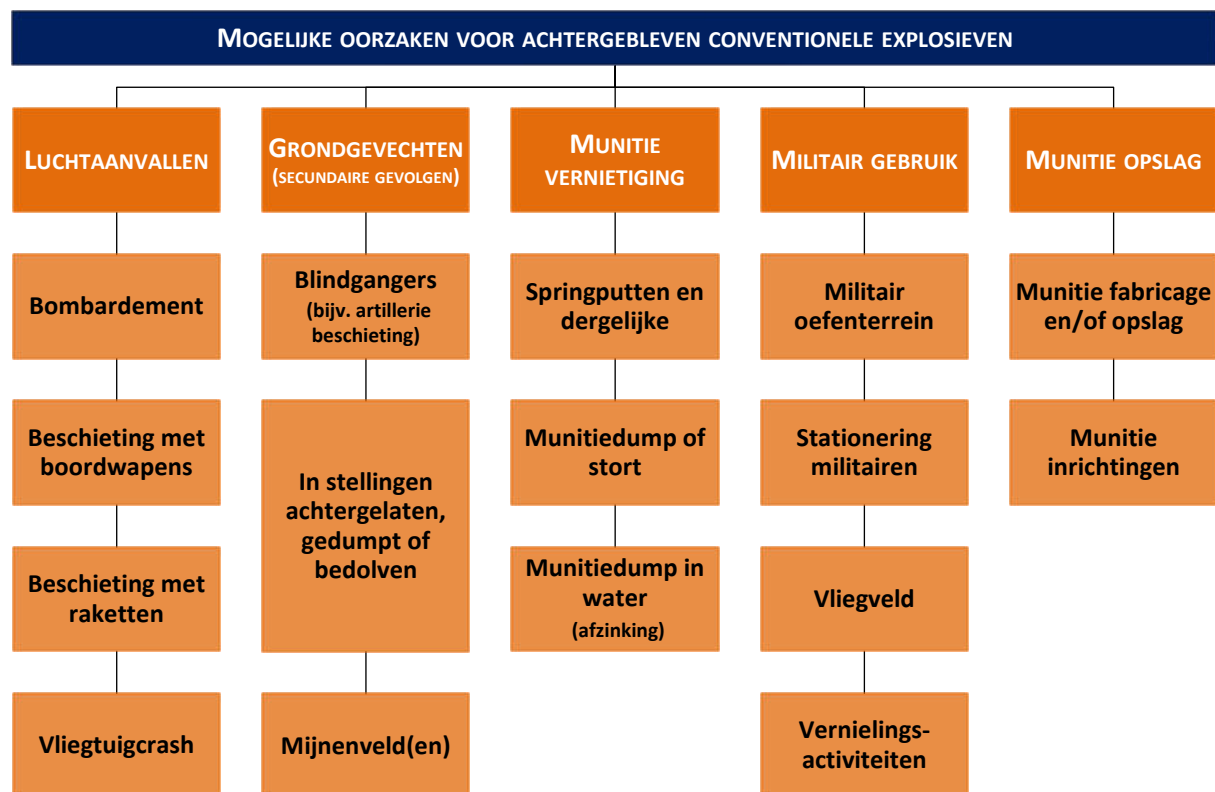 MOGELIJKE OORZAKEN VOOR ACHTERGEBLEVEN CONVENTIONELE EXPLOSIEVEN
LUCHTAANVALLEN
Bombardement
Beschieting met
boordwapens
Beschieting met
raketten
Vliegtuigcrash
GRONDGEVECHTEN
(SECUNDAIRE GEVOLGEN)
Blindgangers
(bijv. artillerie
beschieting)
In stellingen
achtergelaten,
gedumpt of
bedolven
Mijnenveld(en)
MUNITIE
VERNIETIGING
Springputten en
dergelijke
Munitiedump of
stort
Munitiedump in
water
(afzinking)
MILITAIR GEBRUIK
Militair
oefenterrein
Stationering
militairen
Vliegveld
Vernielings-
activiteiten
MUNITIE OPSLAG
Munitie fabricage
en/of opslag
Munitie
inrichtingen